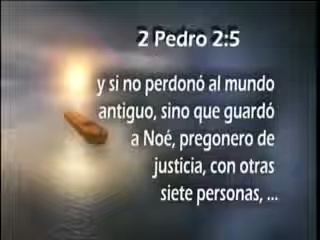 2 Pedro 2:5
y si no perdonó al mundo
antiguo, sino que guardó
a Noé, pregonero de
justicia, con otras
siete personas, ...